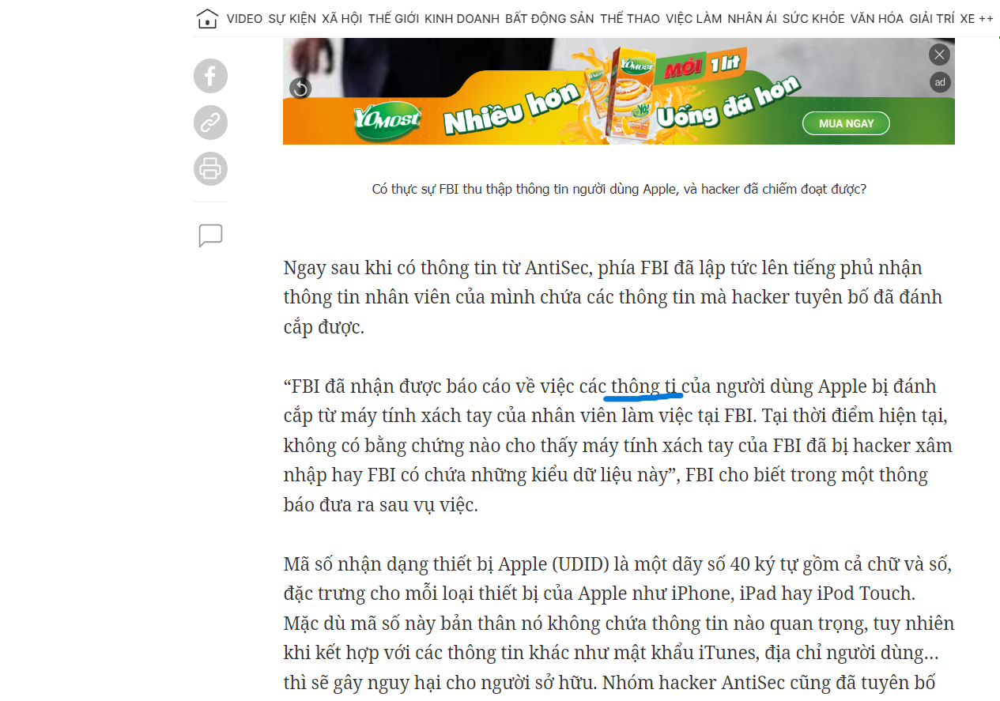 VIDEO SỰ KIỆN XÃ HỘI THẾ GIỚI KINH DOANH BẤT ĐỘNG SẢN THỂ THAO VIỆC LÀM NHÂN ÁI SỨC KHỎE VĂN HÓA GIẢI TRÍ XE ++
YOMOST Nhiều hơn YOMOST YOMOST Yo! MỚI 1 lít Uống đã hơn MUA NGAY
ad
Có thực sự FBI thu thập thông tin người dùng Apple, và hacker đã chiếm đoạt được?
Ngay sau khi có thông tin từ AntiSec, phía FBI đã lập tức lên tiếng phủ nhận
thông tin nhân viên của mình chứa các thông tin mà hacker tuyên bố đã đánh
cắp được.
“FBI đã nhận được báo cáo về việc các thông ti của người dùng Apple bị đánh
cắp từ máy tính xách tay của nhân viên làm việc tại FBI. Tại thời điểm hiện tại,
không có bằng chứng nào cho thấy máy tính xách tay của FBI đã bị hacker xâm
nhập hay FBI có chứa những kiểu dữ liệu này”, FBI cho biết trong một thông
báo đưa ra sau vụ việc.
Mã số nhận dạng thiết bị Apple (UDID) là một dãy số 40 ký tự gồm cả chữ và số,
đặc trưng cho mỗi loại thiết bị của Apple như iPhone, iPad hay iPod Touch.
Mặc dù mã số này bản thân nó không chứa thông tin nào quan trọng, tuy nhiên
khi kết hợp với các thông tin khác như mật khẩu iTunes, địa chỉ người dùng…
thì sẽ gây nguy hại cho người sở hữu. Nhóm hacker AntiSec cũng đã tuyên bố